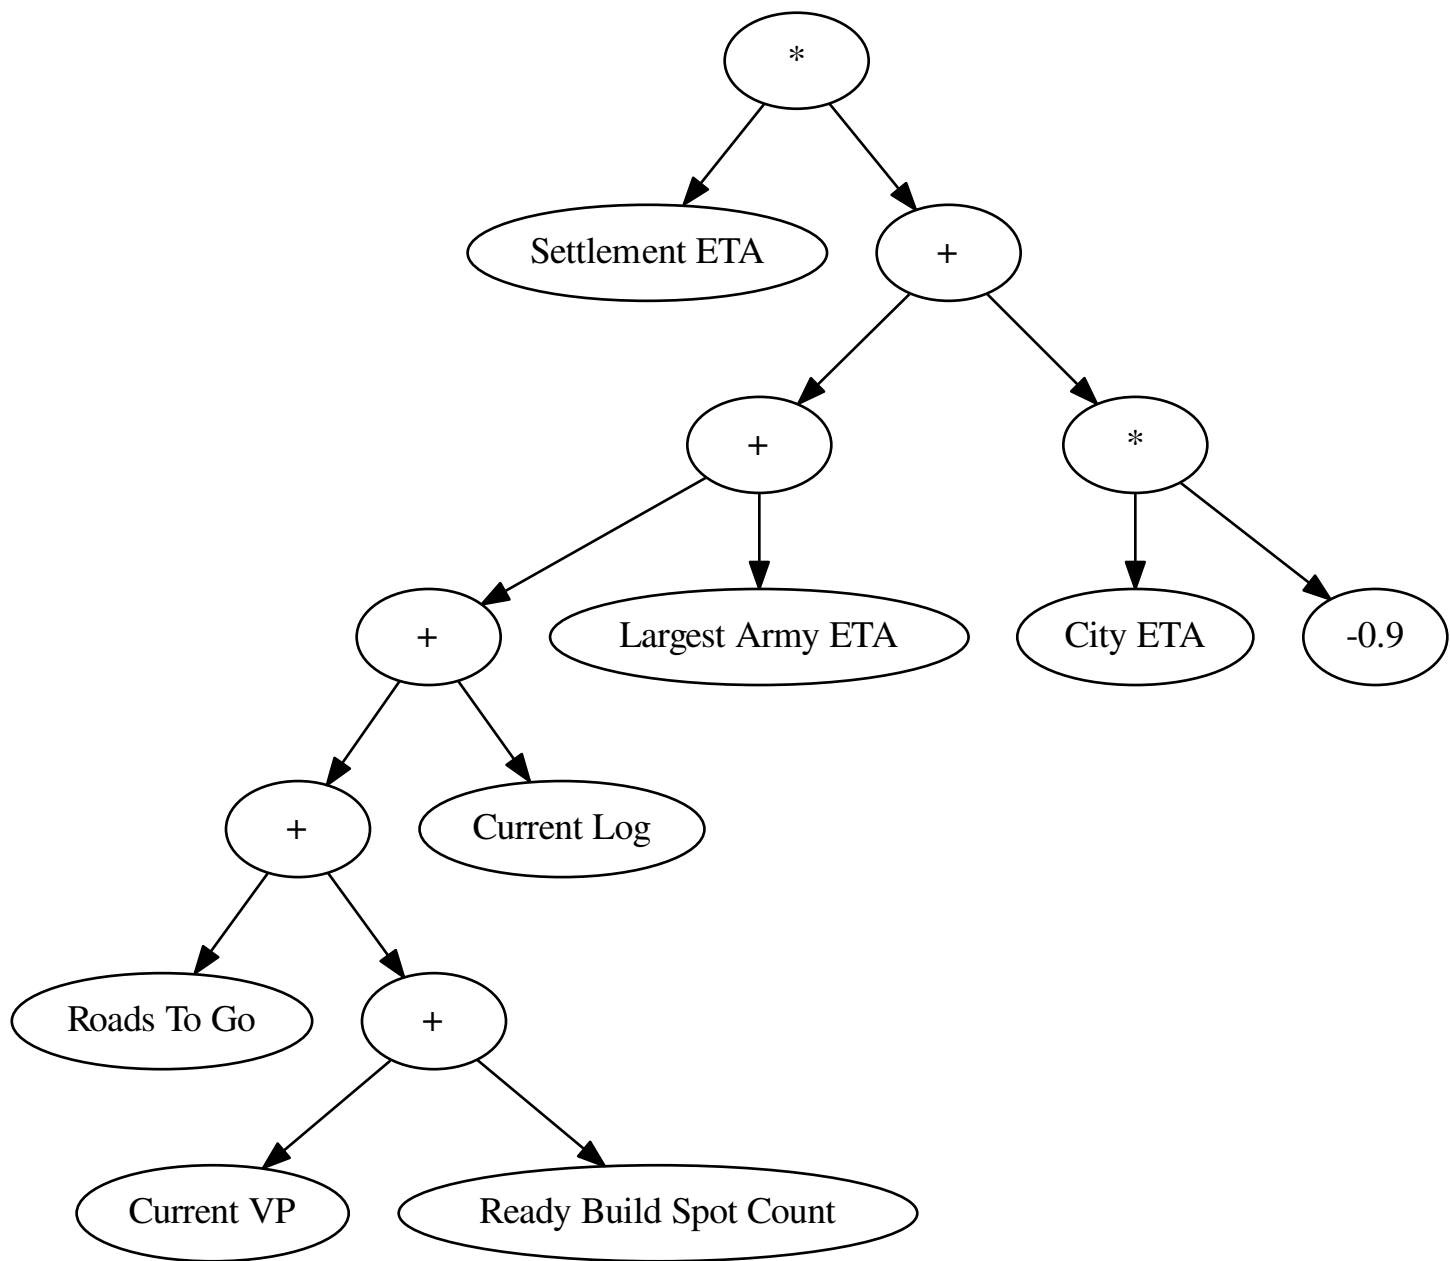 *
Settlement ETA
+
+
*
+
Largest Army ETA
City ETA
-0.9
+
Current Log
Roads To Go
+
Current VP
Ready Build Spot Count